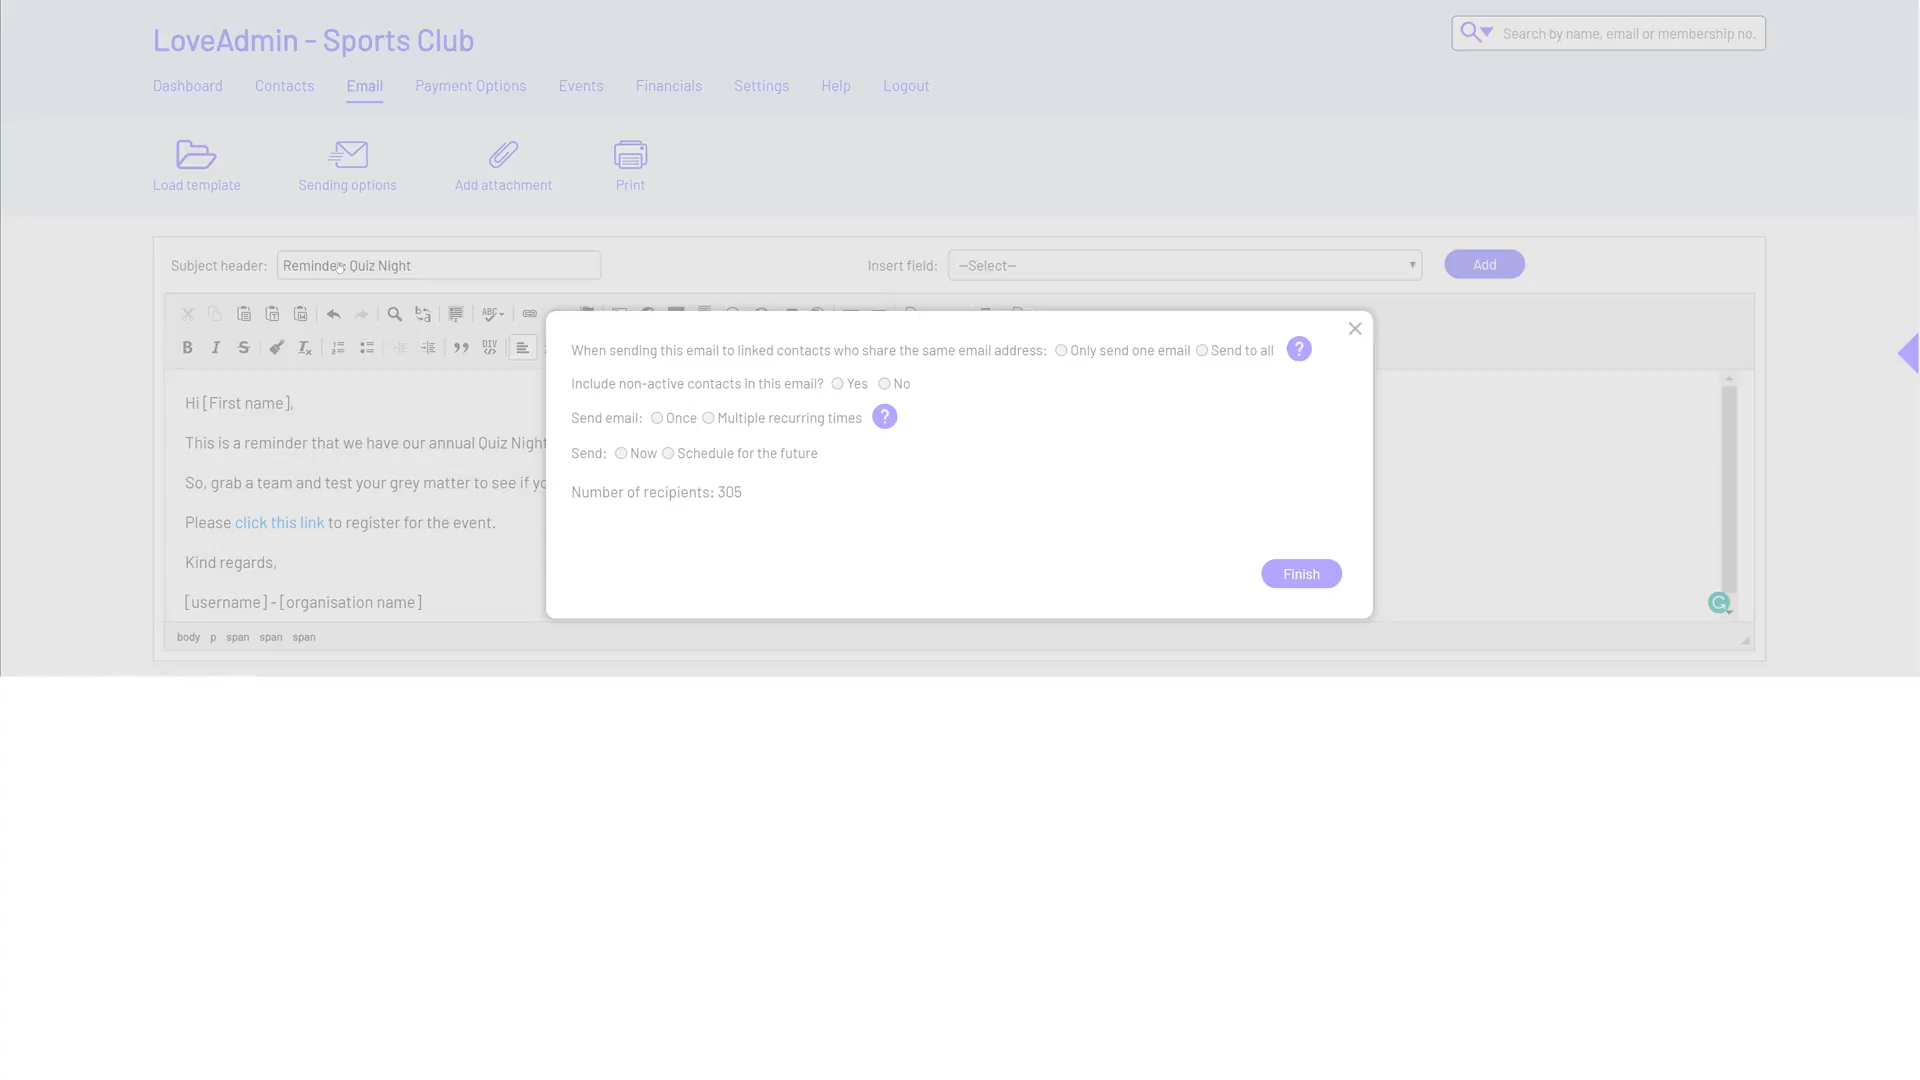 LoveAdmin - Sports Club
Search by name, email or membership no.
Dashboard Contacts Email Payment Options Events Financials Settings Help Logout
Load template Sending options Add attachment Print
Subject header: Reminder: Quiz Night Insert field: --Select-- Add
ABC
B I S Tx DIV
When sending this email to linked contacts who share the same email address: Only send one email Send to all ?
Include non-active contacts in this email? Yes No
Send email: Once Multiple recurring times ?
Send: Now Schedule for the future
Number of recipients: 305
Finish
Hi [First name],
This is a reminder that we have our annual Quiz Night
So, grab a team and test your grey matter to see if
Please click this link to register for the event.
Kind regards,
[username] - [organisation name]
body p span span span